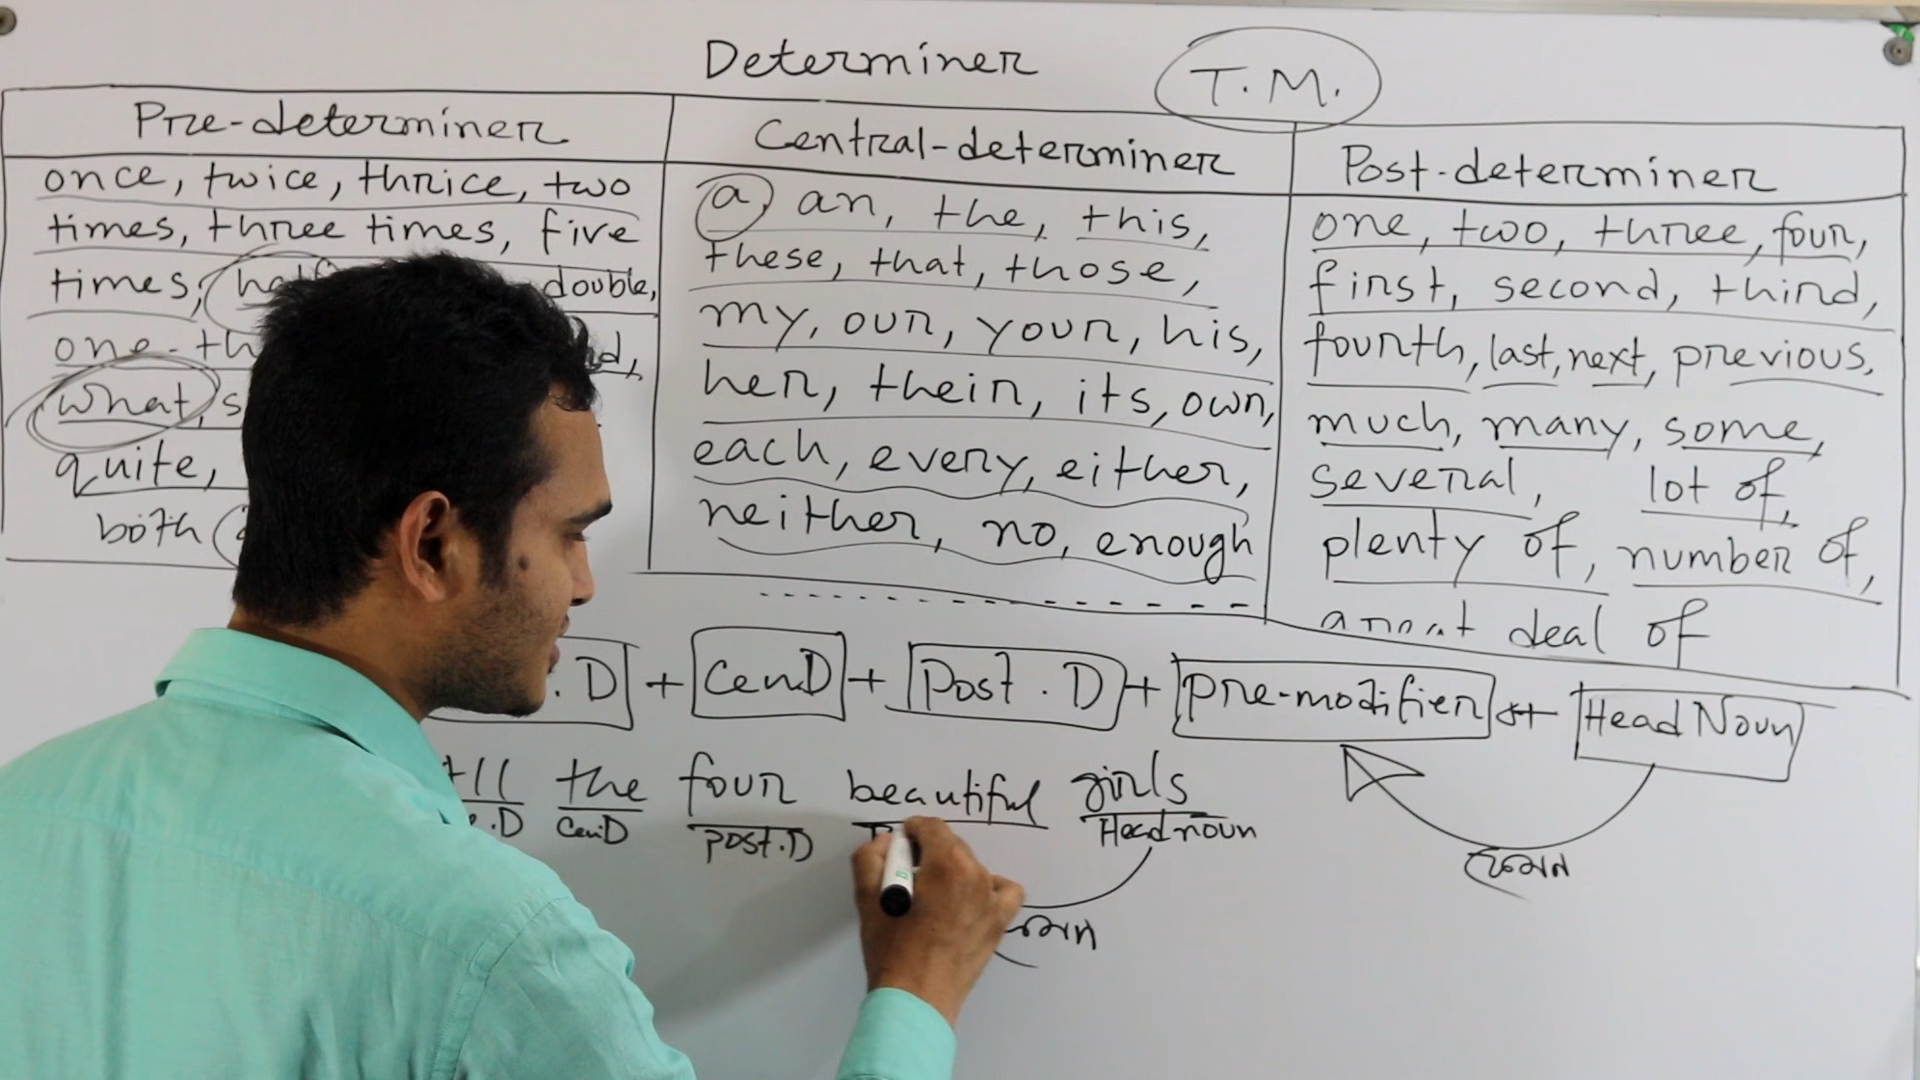 Determiner
T.M.
Pre-determiner
Central-determiner
Post-determiner
once, twice, thrice, two
times, three times, five
times, double,
what,
quite,
both
a, an, the, this,
these, that, those,
my, our, your, his,
her, their, its, own,
each, every, either,
neither, no, enough
one, two, three, four,
first, second, third,
fourth, last, next, previous,
much, many, some,
several, lot of,
plenty of, number of,
deal of
. D + Cen.D + Post . D + pre-modifier + Head Noun
the four beautiful girls
.D Cen.D post.D Head noun